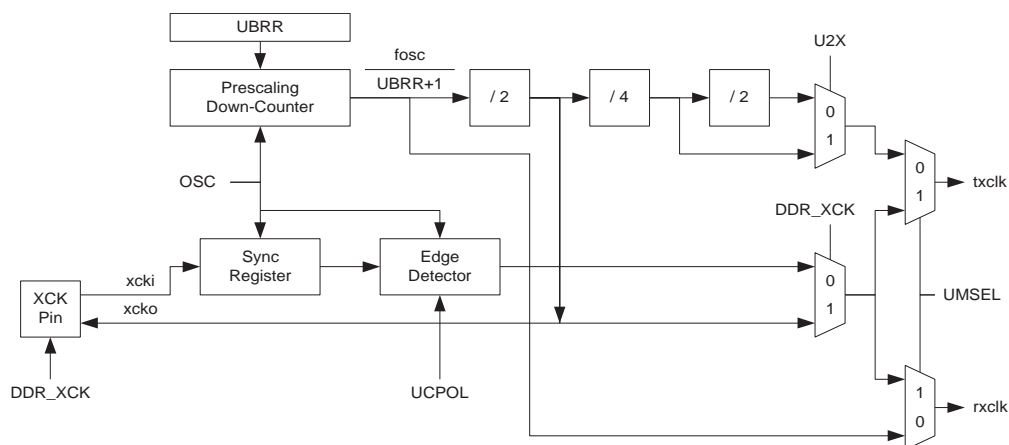 UBRR
fosc
UBRR+1
Prescaling
Down-Counter
/ 2
/ 4
/ 2
U2X
0
1
OSC
0
1
txclk
DDR_XCK
xcki
Sync
Register
Edge
Detector
0
1
XCK
Pin
xcko
UMSEL
DDR_XCK
UCPOL
1
0
rxclk